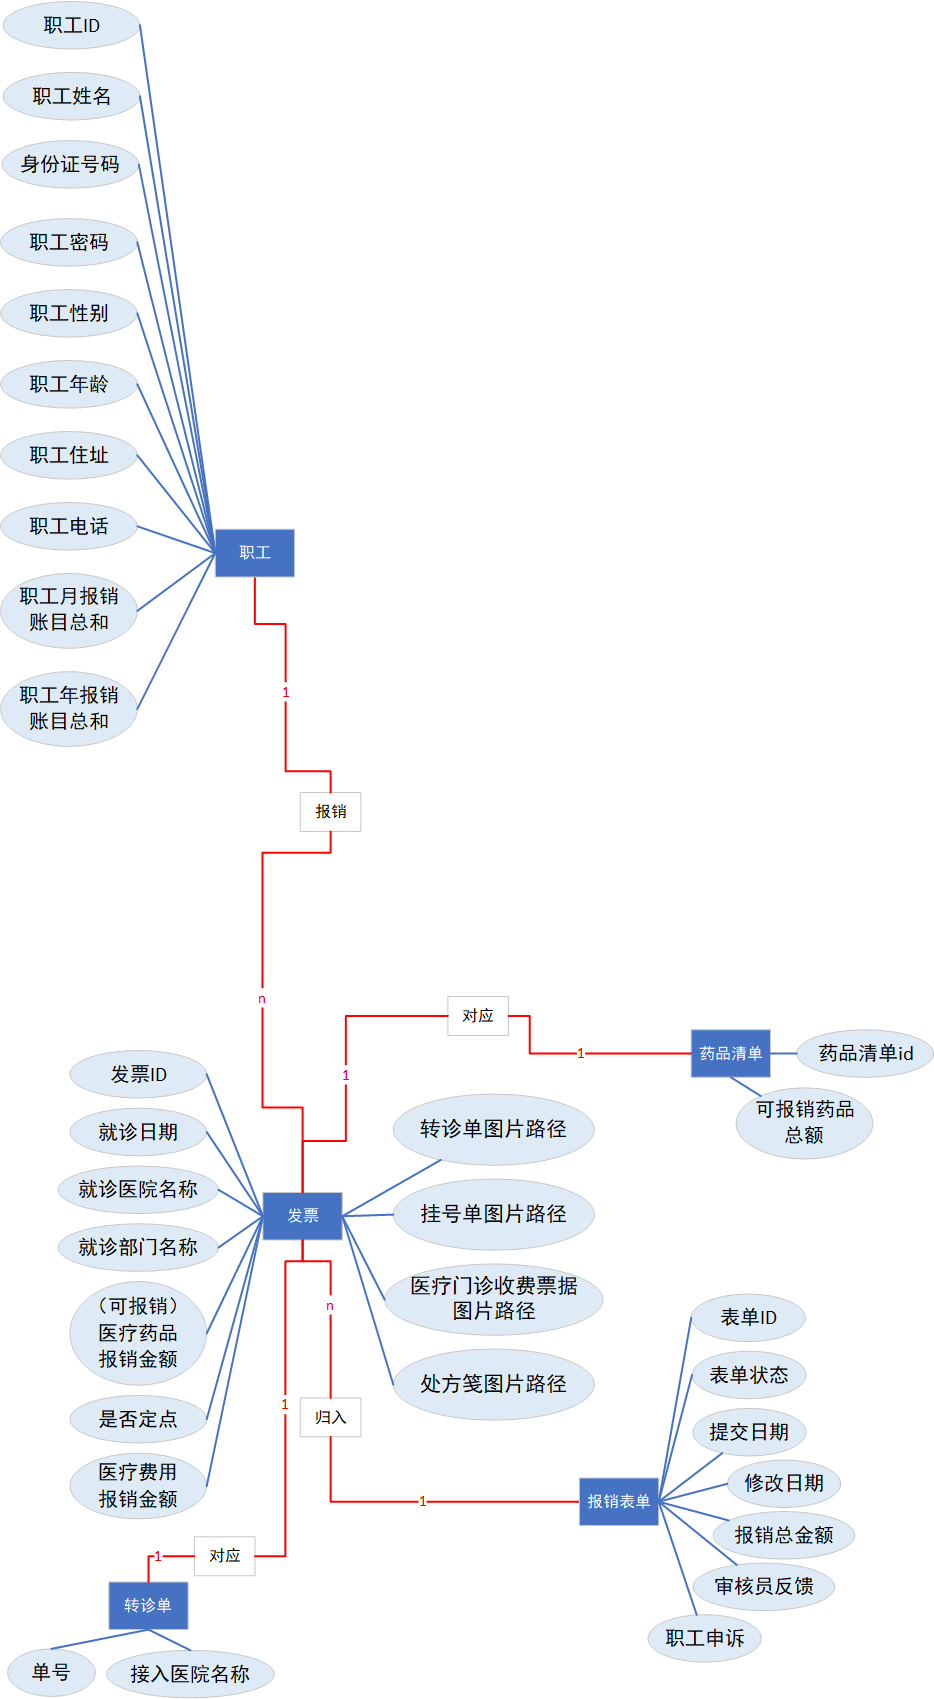 职工ID
职工姓名
身份证号码
职工密码
职工性别
职工年龄
职工住址
职工电话
职工
职工月报销
账目总和
职工年报销
账目总和
1
报销
n
对应
1
1
药品清单
药品清单id
可报销药品
总额
发票ID
就诊日期
就诊医院名称
就诊部门名称
（可报销）
医疗药品
报销金额
是否定点
医疗费用
报销金额
发票
转诊单图片路径
挂号单图片路径
医疗门诊收费票据
图片路径
处方笺图片路径
n
1
归入
1
报销表单
表单ID
表单状态
提交日期
修改日期
报销总金额
审核员反馈
职工申诉
对应
1
转诊单
单号
接入医院名称